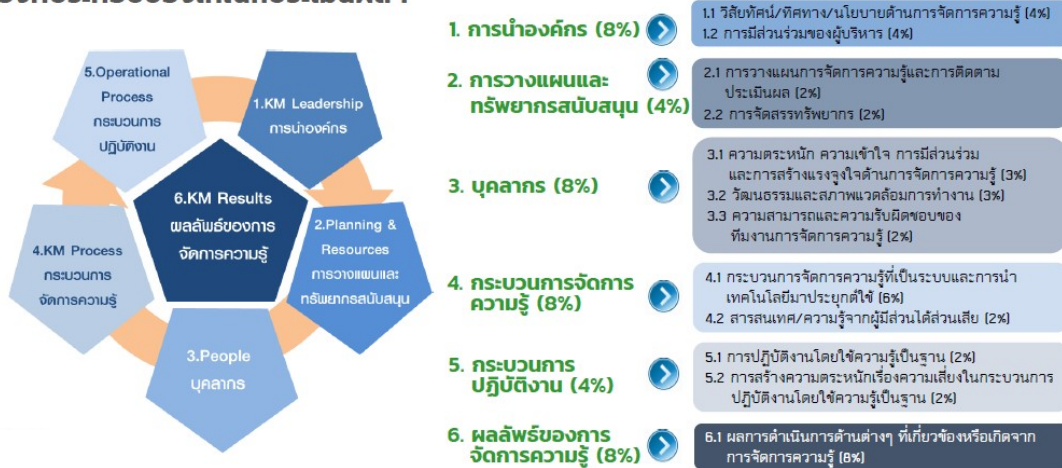 5.Operational
Process
กระบวนการ
ปฏิบัติงาน
1.KM Leadership
การนำองค์กร
6.KM Results
ผลลัพธ์ของการ
จัดการความรู้
2.Planning &
Resources
การวางแผนและ
ทรัพยากรสนับสนุน
4.KM Process
กระบวนการ
จัดการความรู้
3.People
บุคลากร
1. การนำองค์กร (8%)
1.1 วิสัยทัศน์/ทิศทาง/นโยบายด้านการจัดการความรู้ (4%)
1.2 การมีส่วนร่วมของผู้บริหาร (4%)
2. การวางแผนและ
ทรัพยากรสนับสนุน (4%)
2.1 การวางแผนการจัดการความรู้และการติดตาม
ประเมินผล (2%)
2.2 การจัดสรรทรัพยากร (2%)
3. บุคลากร (8%)
3.1 ความตระหนัก ความเข้าใจ การมีส่วนร่วม
และการสร้างแรงจูงใจด้านการจัดการความรู้ (3%)
3.2 วัฒนธรรมและสภาพแวดล้อมการทำงาน (3%)
3.3 ความสามารถและความรับผิดชอบของ
ทีมงานการจัดการความรู้ (2%)
4. กระบวนการจัดการ
ความรู้ (8%)
4.1 กระบวนการจัดการความรู้ที่เป็นระบบและการนำ
เทคโนโลยีมาประยุกต์ใช้ (6%)
4.2 สารสนเทศ/ความรู้จากผู้มีส่วนได้ส่วนเสีย (2%)
5. กระบวนการ
ปฏิบัติงาน (4%)
5.1 การปฏิบัติงานโดยใช้ความรู้เป็นฐาน (2%)
5.2 การสร้างความตระหนักเรื่องความเสี่ยงในกระบวนการ
ปฏิบัติงานโดยใช้ความรู้เป็นฐาน (2%)
6. ผลลัพธ์ของการ
จัดการความรู้ (8%)
6.1 ผลการดำเนินการด้านต่างๆ ที่เกี่ยวข้องหรือเกิดจาก
การจัดการความรู้ (8%)